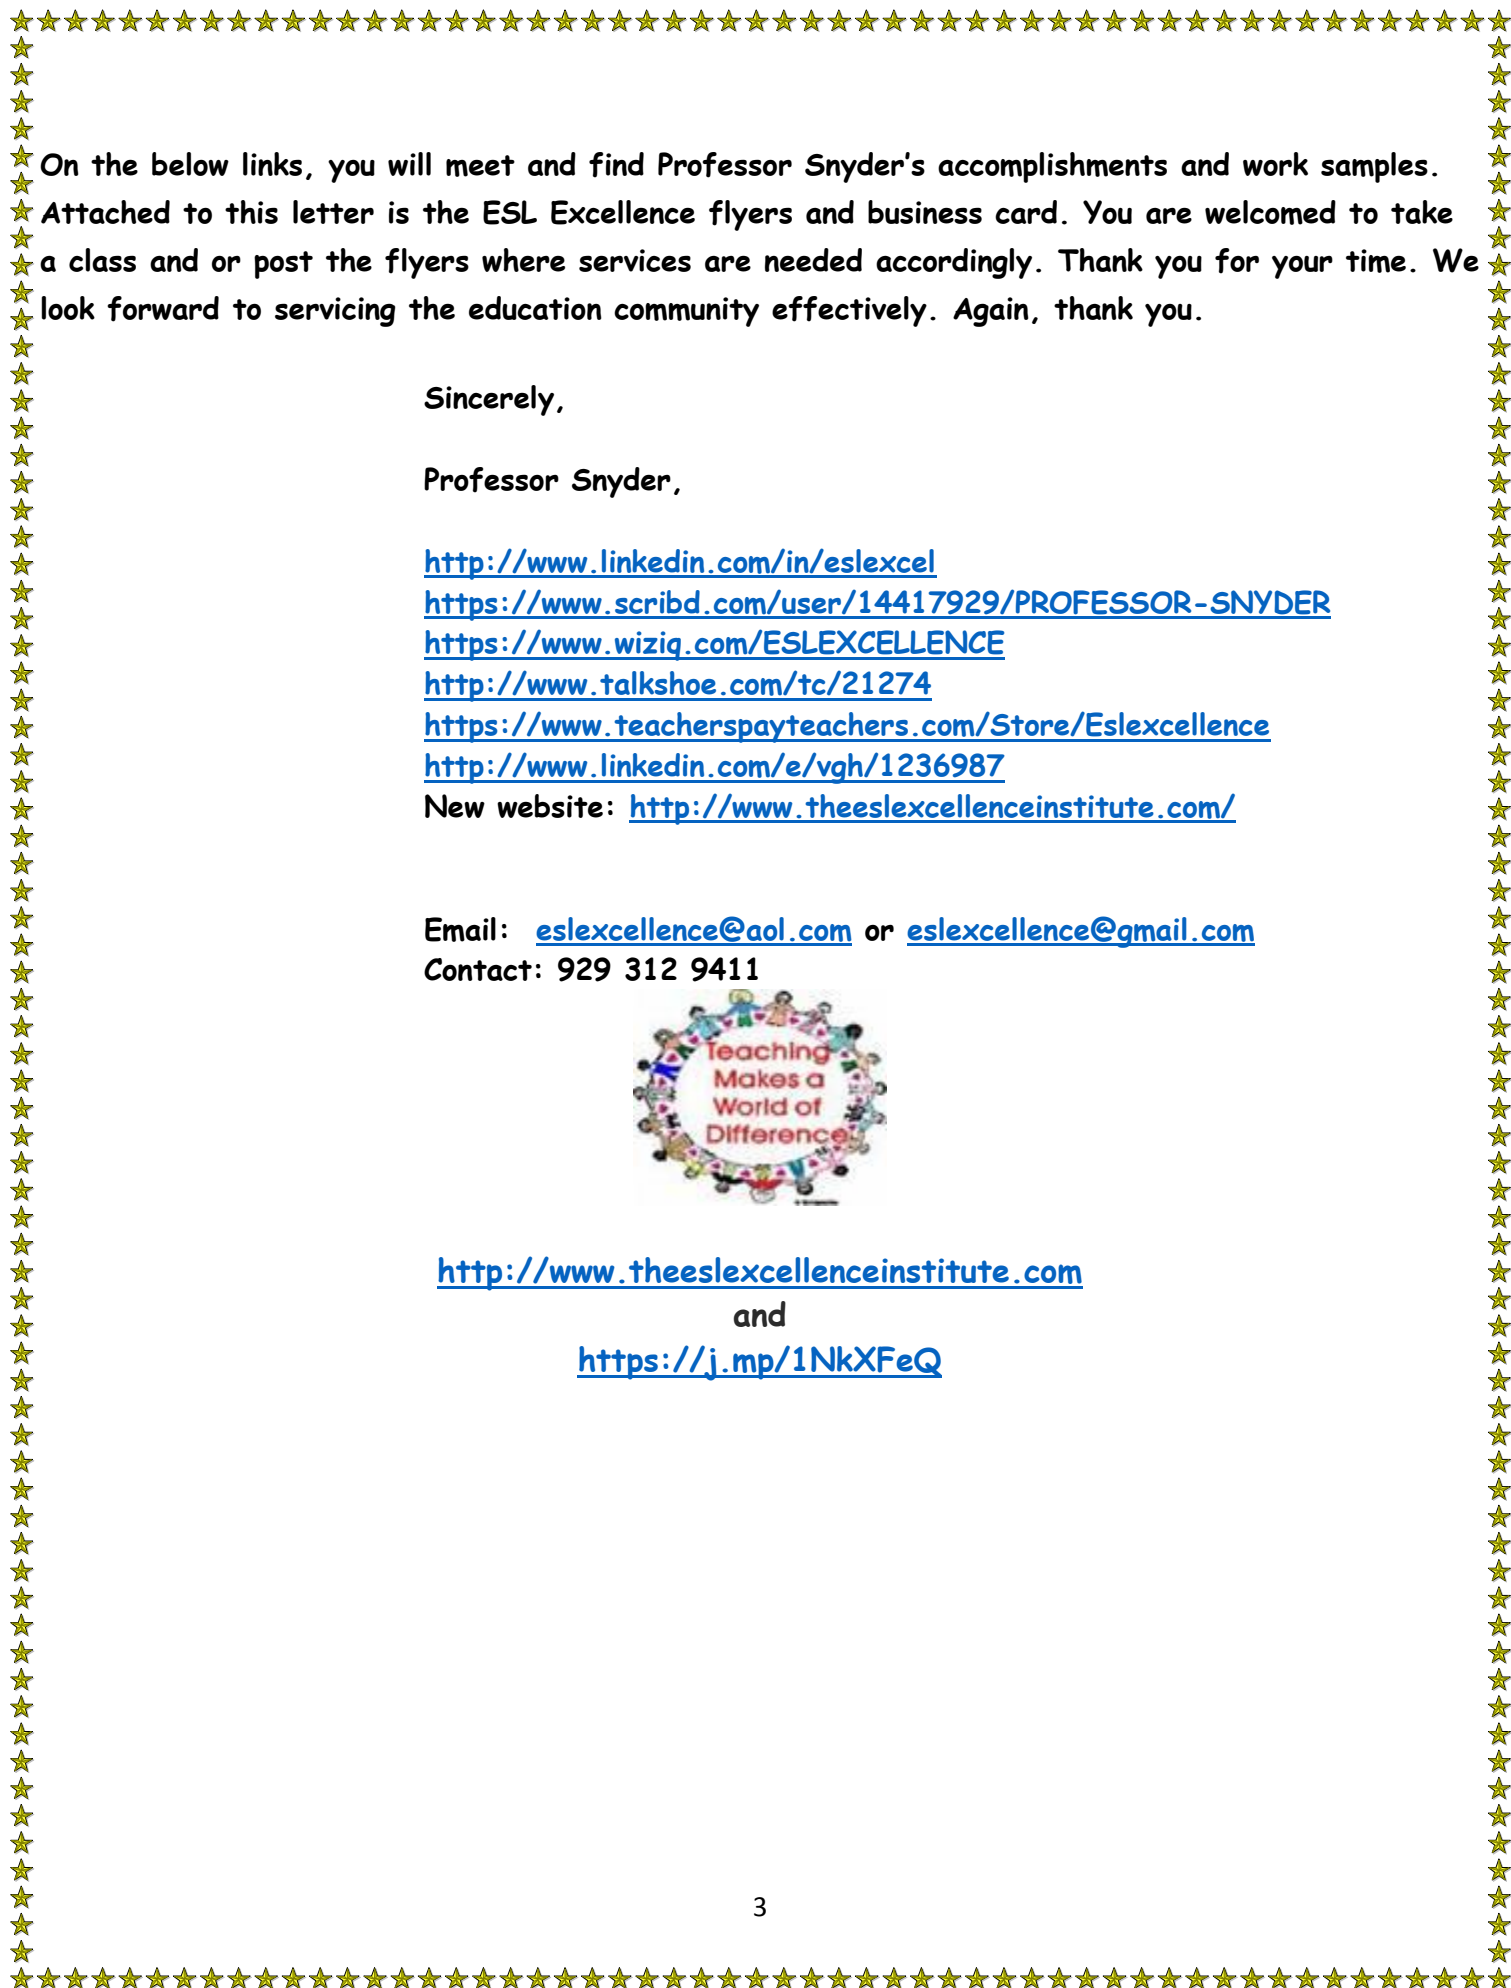 On the below links, you will meet and find Professor Snyder’s accomplishments and work samples.
Attached to this letter is the ESL Excellence flyers and business card. You are welcomed to take
a class and or post the flyers where services are needed accordingly. Thank you for your time. We
look forward to servicing the education community effectively. Again, thank you.
Sincerely,
Professor Snyder,
http://www.linkedin.com/in/eslexcel
https://www.scribd.com/user/14417929/PROFESSOR-SNYDER
https://www.wiziq.com/ESLEXCELLENCE
http://www.talkshoe.com/tc/21274
https://www.teacherspayteachers.com/Store/Eslexcellence
http://www.linkedin.com/e/vgh/1236987
New website: http://www.theeslexcellenceinstitute.com/
Email: eslexcellence@aol.com or eslexcellence@gmail.com
Contact: 929 312 9411
Teaching
Makes a
World of
Difference
http://www.theeslexcellenceinstitute.com
and
https://j.mp/1NkXFeQ
3